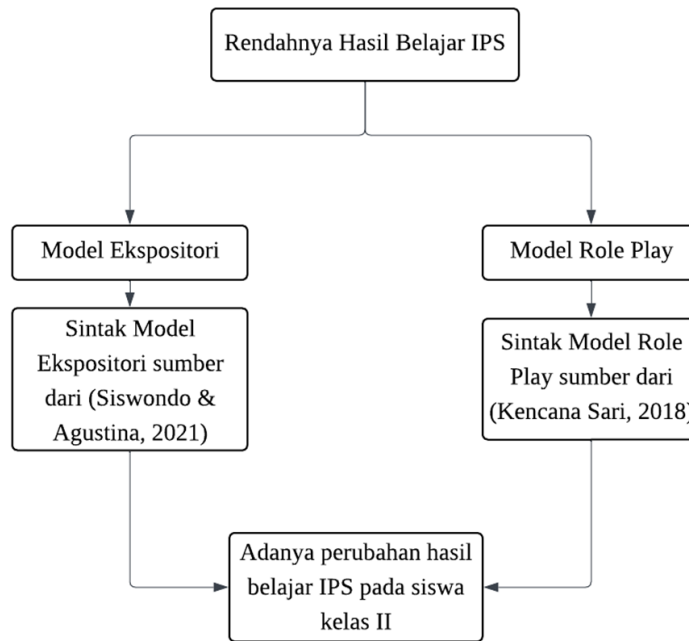 Rendahnya Hasil Belajar IPS
Model Ekspositori
Model Role Play
Sintak Model
Ekspositori sumber
dari (Siswondo &
Agustina, 2021)
Sintak Model Role
Play sumber dari
(Kencana Sari, 2018)
Adanya perubahan hasil
belajar IPS pada siswa
kelas II